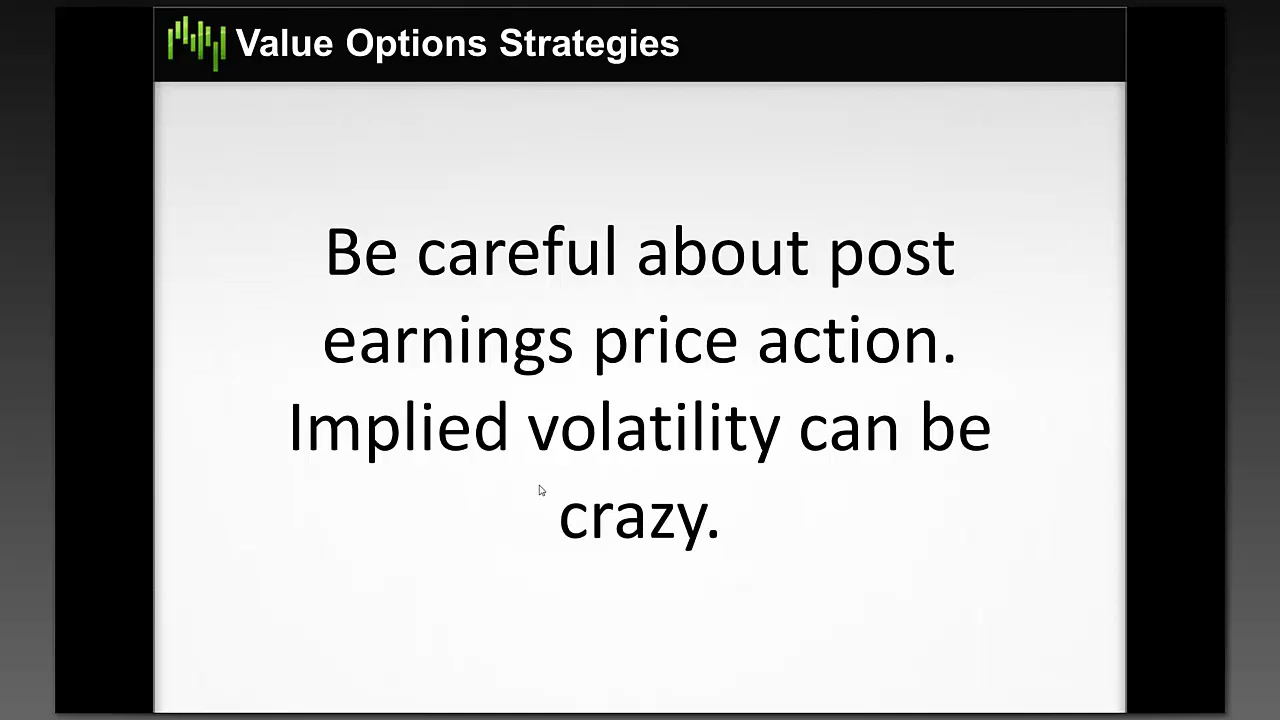 Value Options Strategies
Be careful about post
earnings price action.
Implied volatility can be
crazy.